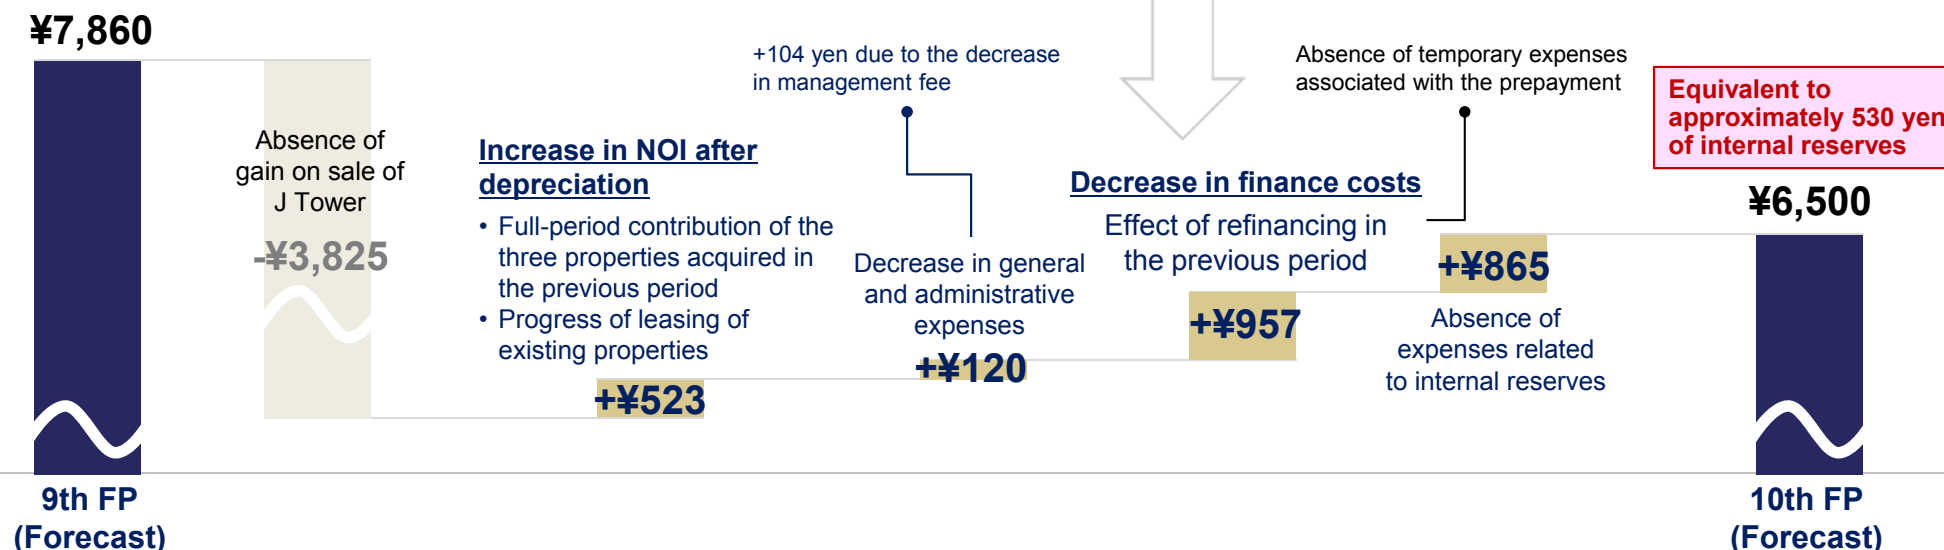 ¥7,860
Absence of
gain on sale of
J Tower
-¥3,825
Increase in NOI after
depreciation
• Full-period contribution of the
three properties acquired in
the previous period
• Progress of leasing of
existing properties
+¥523
+104 yen due to the decrease
in management fee
Decrease in general
and administrative
expenses
+¥120
Decrease in finance costs
Effect of refinancing in
the previous period
+¥957
Absence of temporary expenses
associated with the prepayment
+¥865
Absence of
expenses related
to internal reserves
Equivalent to
approximately 530 yen
of internal reserves
¥6,500
9th FP
(Forecast)
10th FP
(Forecast)